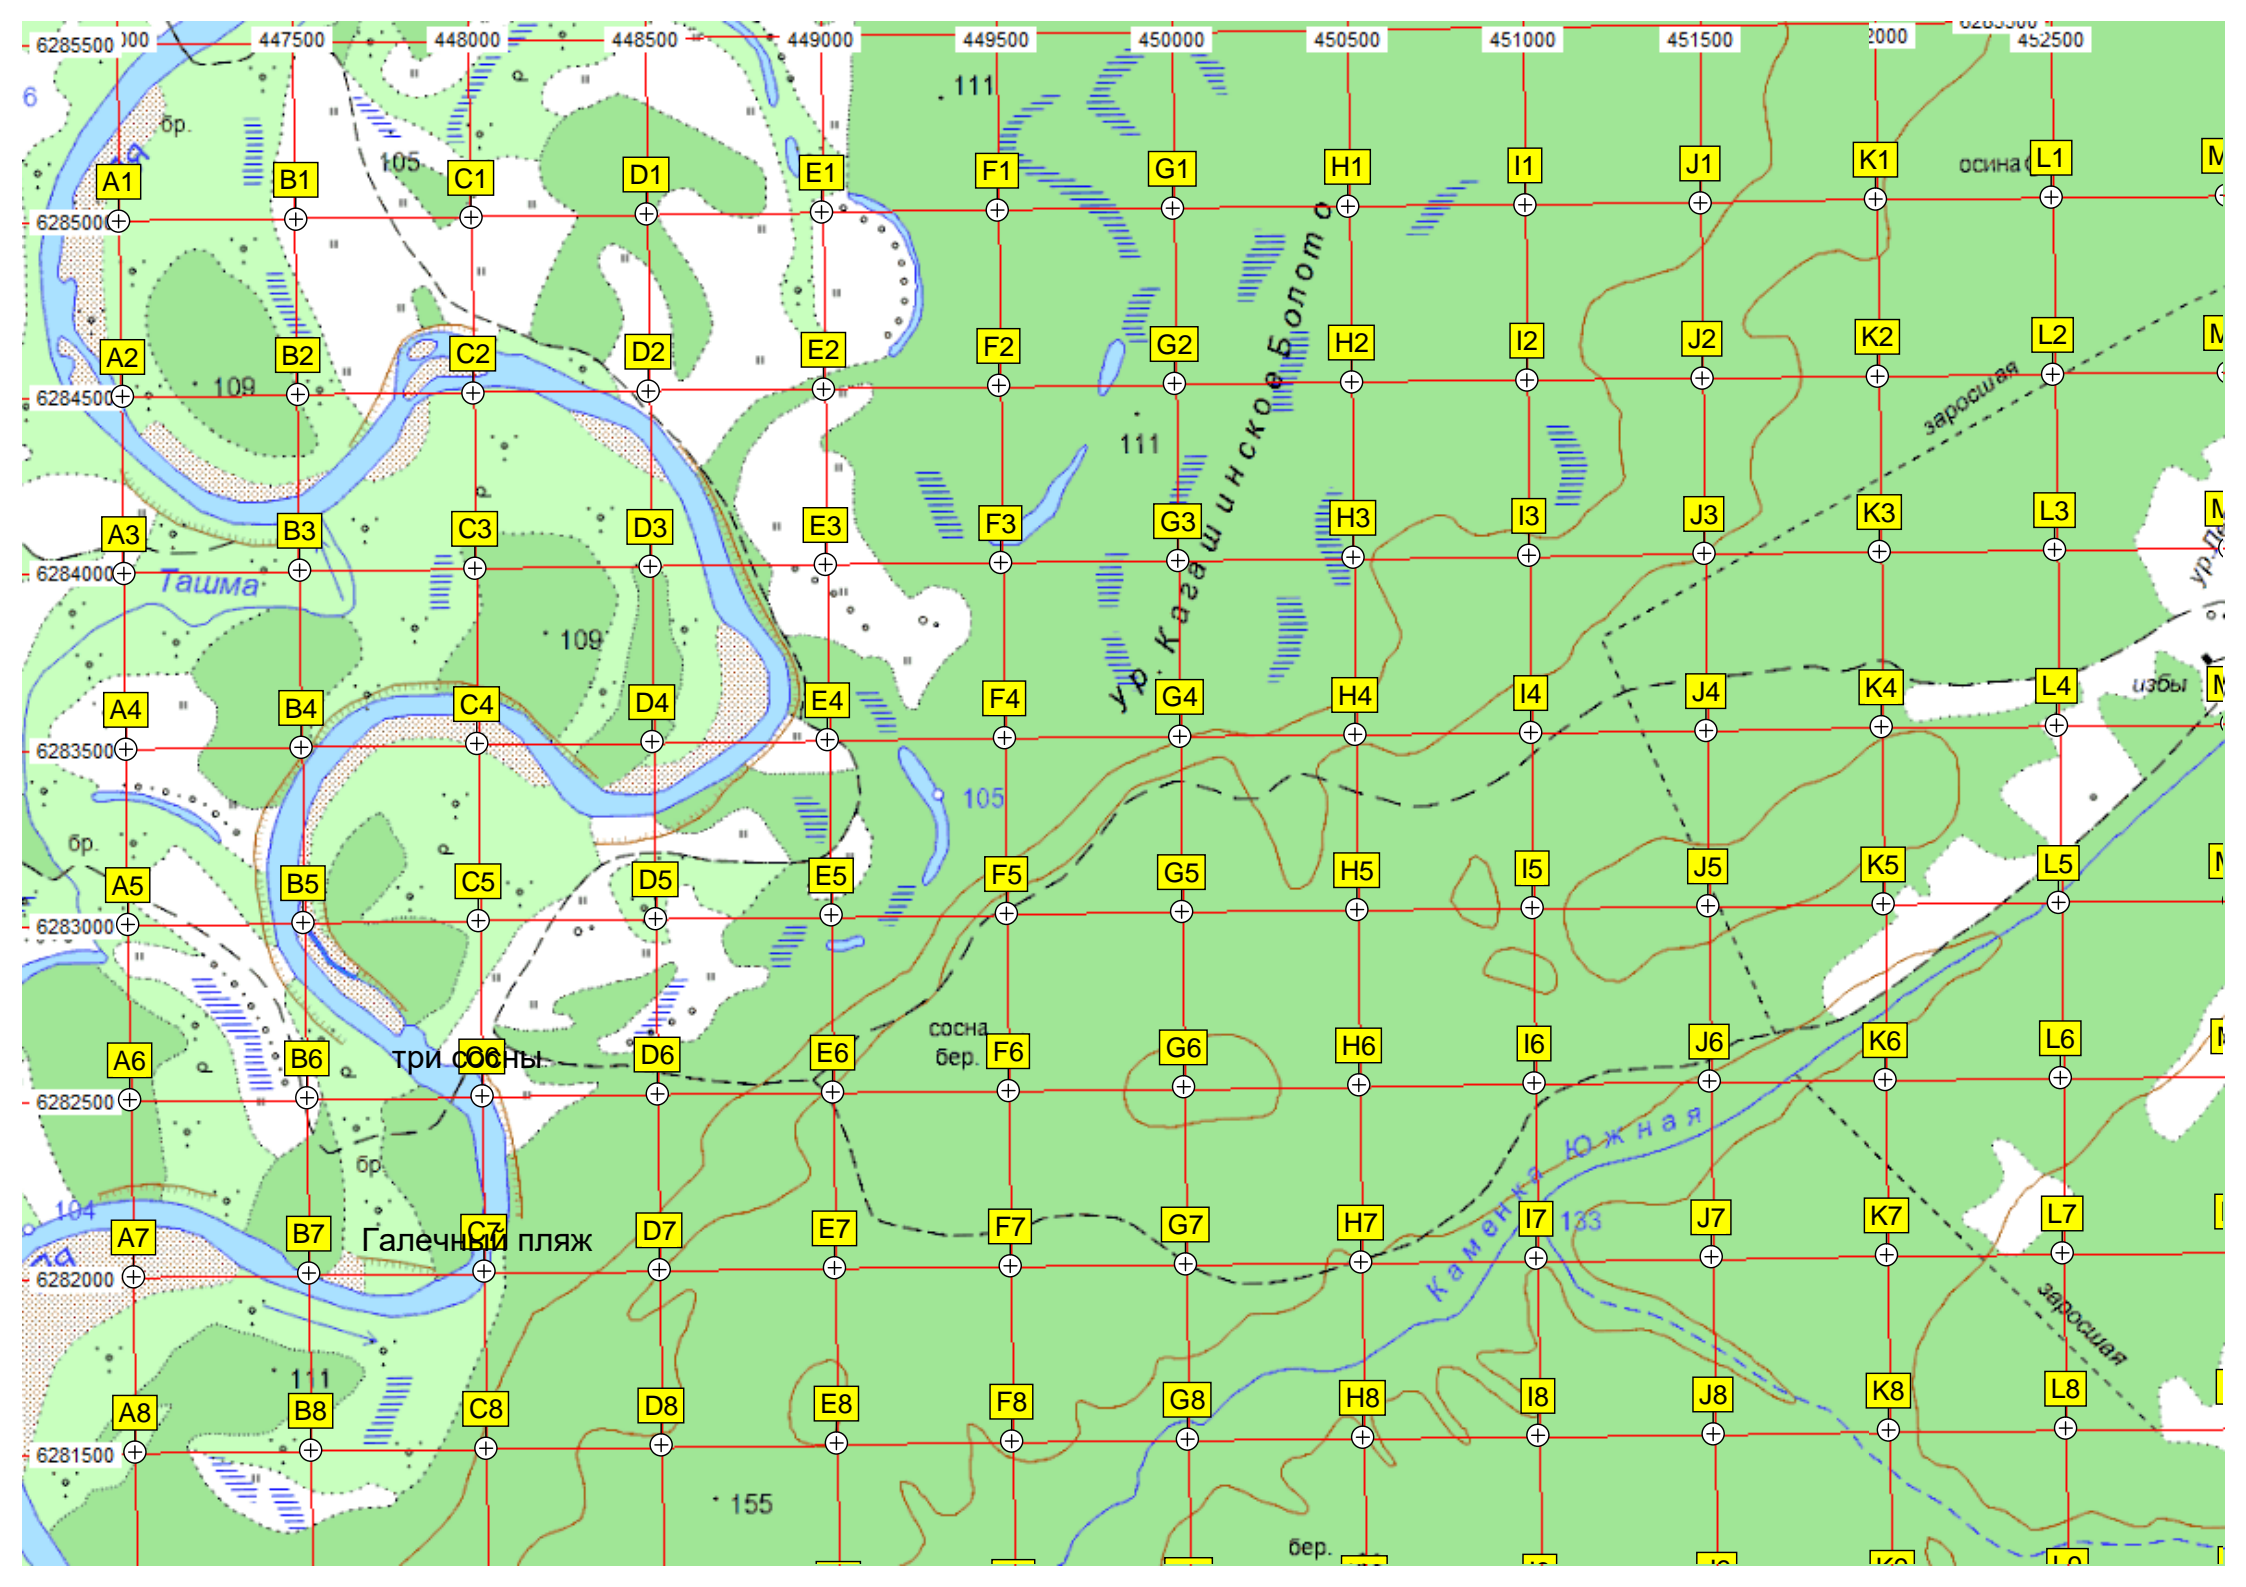 6285500 000 447500 448000 448500 449000 449500 450000 450500 451000 451500 2000 452500
6285500
6
111
бр.
105
осина
ля
A1 B1 C1 D1 E1 F1 G1 H1 I1 J1 K1 L1
6285000
A2 B2 C2 D2 E2 F2 G2 H2 I2 J2 K2 L2
109
6284500
заросшая
111
A3 B3 C3 D3 E3 F3 G3 H3 I3 J3 K3 L3
6284000
Ташма
109
ур. Кагашинское Болото
A4 B4 C4 D4 E4 F4 G4 H4 I4 J4 K4 L4
избы
6283500
105
бр.
A5 B5 C5 D5 E5 F5 G5 H5 I5 J5 K5 L5
6283000
сосна
бер.
A6 B6 C6 D6 E6 F6 G6 H6 I6 J6 K6 L6
три сосны
6282500
Каменка Южная
бр.
104
133
A7 B7 C7 D7 E7 F7 G7 H7 I7 J7 K7 L7
Галечный пляж
6282000
заросшая
111
A8 B8 C8 D8 E8 F8 G8 H8 I8 J8 K8 L8
6281500
155
бер.